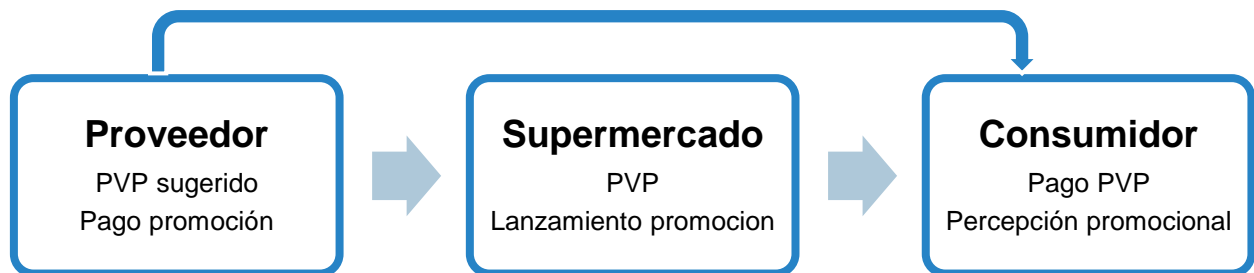 Proveedor
PVP sugerido
Pago promoción
Supermercado
PVP
Lanzamiento promocion
Consumidor
Pago PVP
Percepción promocional